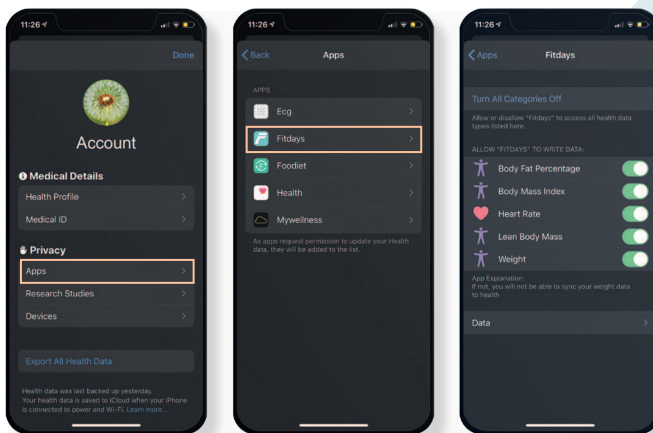 11:26
Done
Account
Medical Details
Health Profile
Medical ID
Privacy
Apps
Research Studies
Devices
Export All Health Data
Health data was last backed up yesterday.
Your health data is saved to iCloud when your iPhone
is connected to power and Wi-Fi. Learn more...
11:26
Back
Apps
APPS
Ecg
Fitdays
Foodiet
Health
Mywellness
As apps request permission to update your Health
data, they will be added to the list.
11:26
Apps
Fitdays
Turn All Categories Off
Allow or disallow "Fitdays" to access all health data
types listed here.
ALLOW "FITDAYS" TO WRITE DATA:
Body Fat Percentage
Body Mass Index
Heart Rate
Lean Body Mass
Weight
App Explanation:
If not, you will not be able to sync your weight data
to health
Data